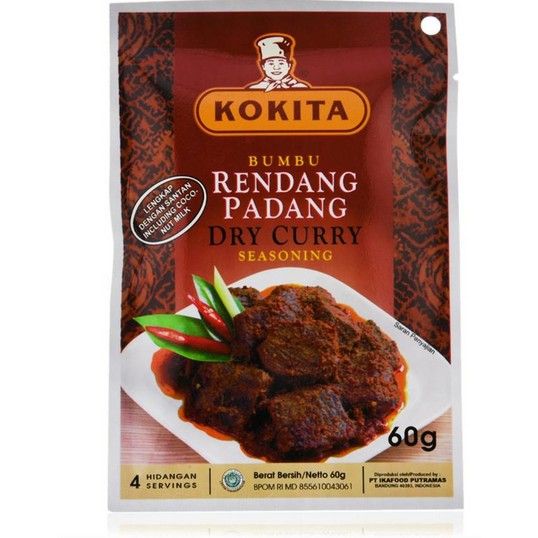 KOKITA
BUMBU
RENDANG
PADANG
DRY CURRY
SEASONING
LENGKAP
DENGAN SANTAN
INCLUDING COCO-
NUT MILK
Saran Penyajian
60g
4 HIDANGAN
SERVINGS
Berat Bersih/Netto 60g
BPOM RI MD 855610043061
Diproduksi oleh/Produced by :
PT IKAFOOD PUTRAMAS
BANDUNG 40382, INDONESIA